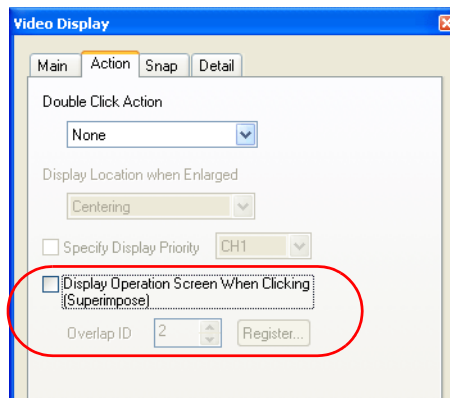 Video Display
Main Action Snap Detail
Double Click Action
None
Display Location when Enlarged
Centering
Specify Display Priority CH1
Display Operation Screen When Clicking
(Superimpose)
Overlap ID 2 Register...